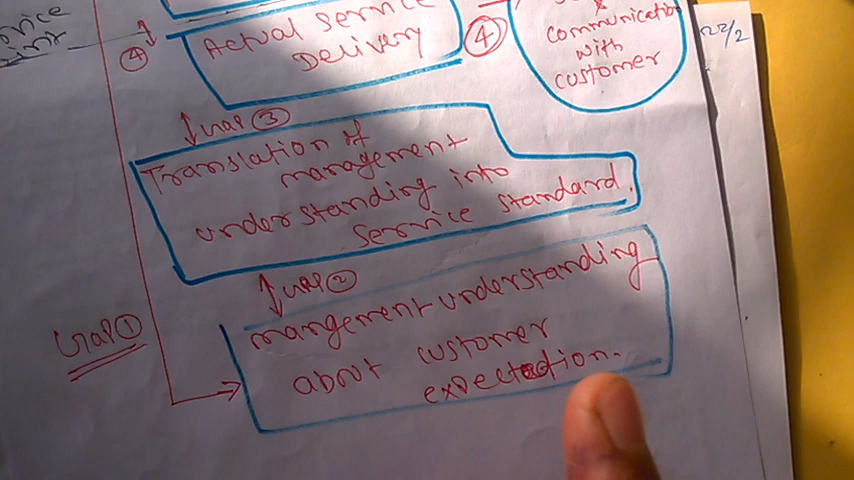 Actual Service
Delivery
④
④
communication
with
customer
22/2
Gap ③
Translation of
management
understanding into
service standard.
Gap ②
Gap ①
mangement understanding
about customer
expectation.